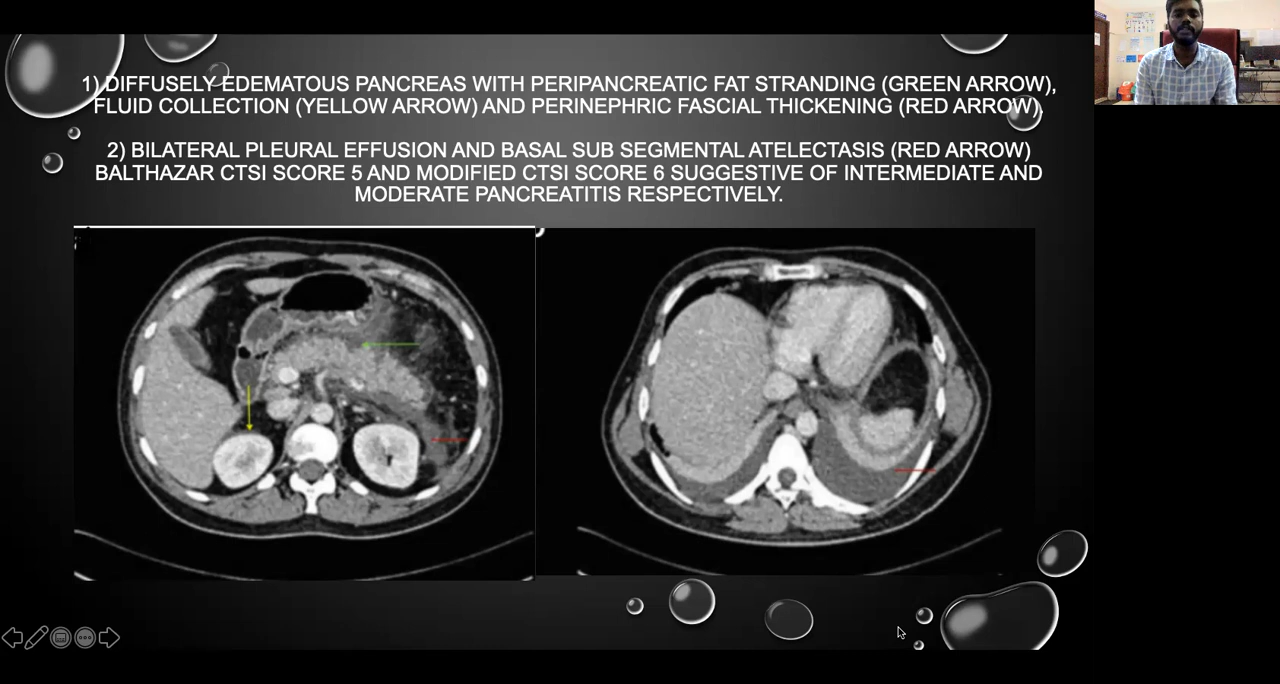 1) DIFFUSELY EDEMATOUS PANCREAS WITH PERIPANCREATIC FAT STRANDING (GREEN ARROW),
FLUID COLLECTION (YELLOW ARROW) AND PERINEPHRIC FASCIAL THICKENING (RED ARROW),
2) BILATERAL PLEURAL EFFUSION AND BASAL SUB SEGMENTAL ATELECTASIS (RED ARROW)
BALTHAZAR CTSI SCORE 5 AND MODIFIED CTSI SCORE 6 SUGGESTIVE OF INTERMEDIATE AND
MODERATE PANCREATITIS RESPECTIVELY.